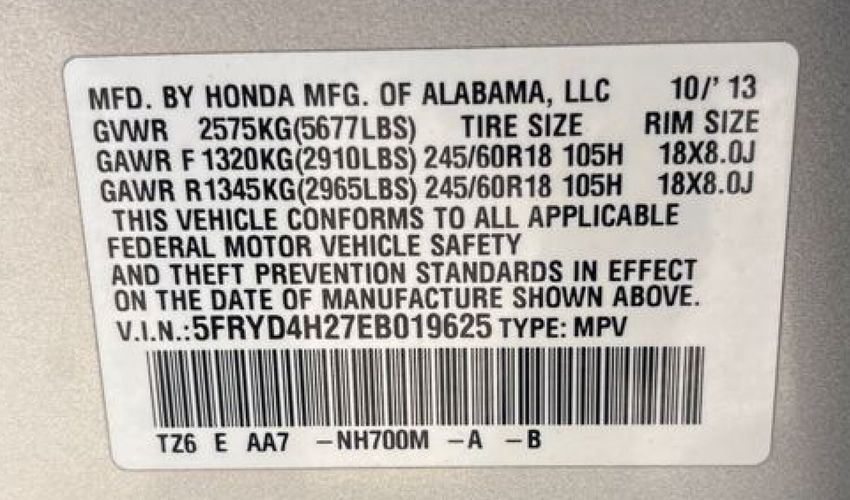 MFD. BY HONDA MFG. OF ALABAMA, LLC 10/' 13
GVWR 2575KG(5677LBS) TIRE SIZE RIM SIZE
GAWR F 1320KG(2910LBS) 245/60R18 105H 18X8.0J
GAWR R1345KG(2965LBS) 245/60R18 105H 18X8.0J
THIS VEHICLE CONFORMS TO ALL APPLICABLE
FEDERAL MOTOR VEHICLE SAFETY
AND THEFT PREVENTION STANDARDS IN EFFECT
ON THE DATE OF MANUFACTURE SHOWN ABOVE.
V.I.N.:5FRYD4H27EB019625 TYPE: MPV
TZ6 E AA7 -NH700M -A -B